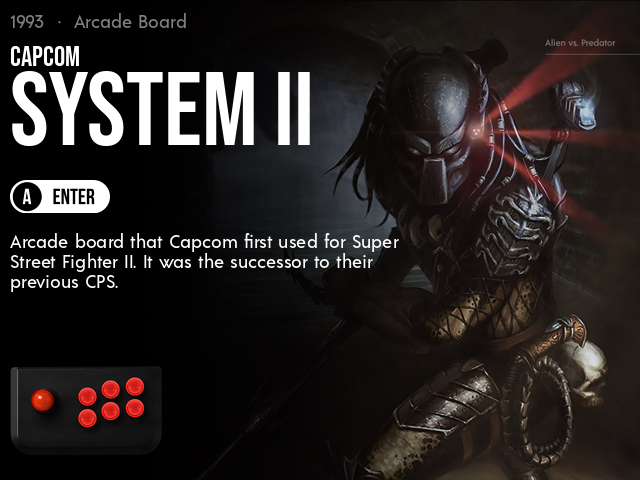 1993 · Arcade Board
Alien vs. Predator
CAPCOM
SYSTEM II
A ENTER
Arcade board that Capcom first used for Super
Street Fighter II. It was the successor to their
previous CPS.